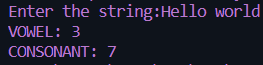 Enter the string:Hello world
VOWEL: 3
CONSONANT: 7